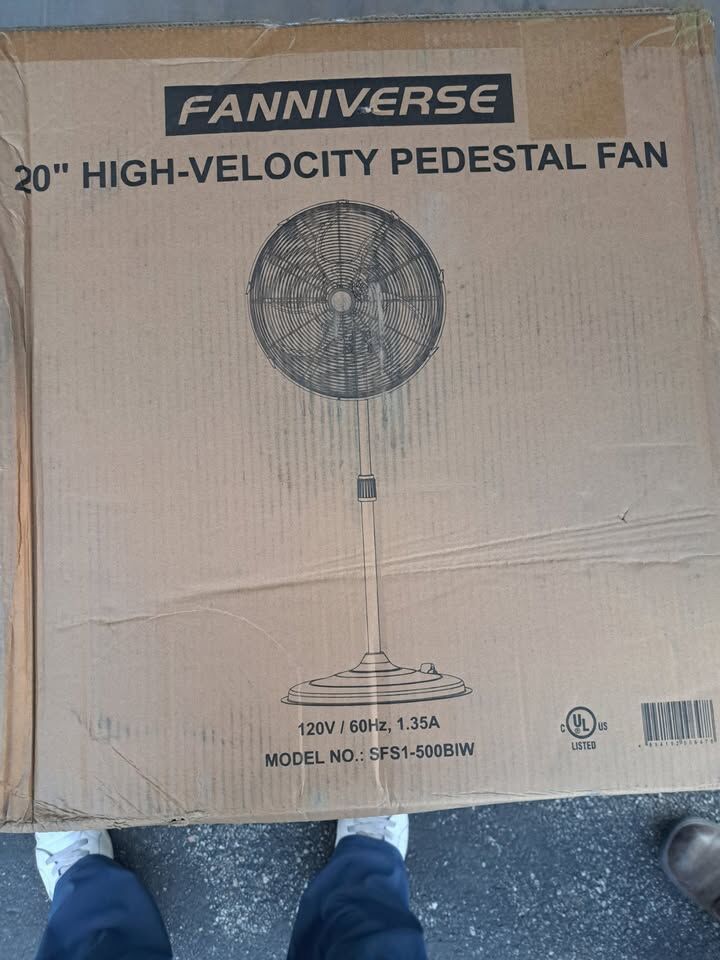 FANNIVERSE
20" HIGH-VELOCITY PEDESTAL FAN
120V / 60Hz, 1.35A
MODEL NO.: SFS1-500BIW
C UL US
LISTED